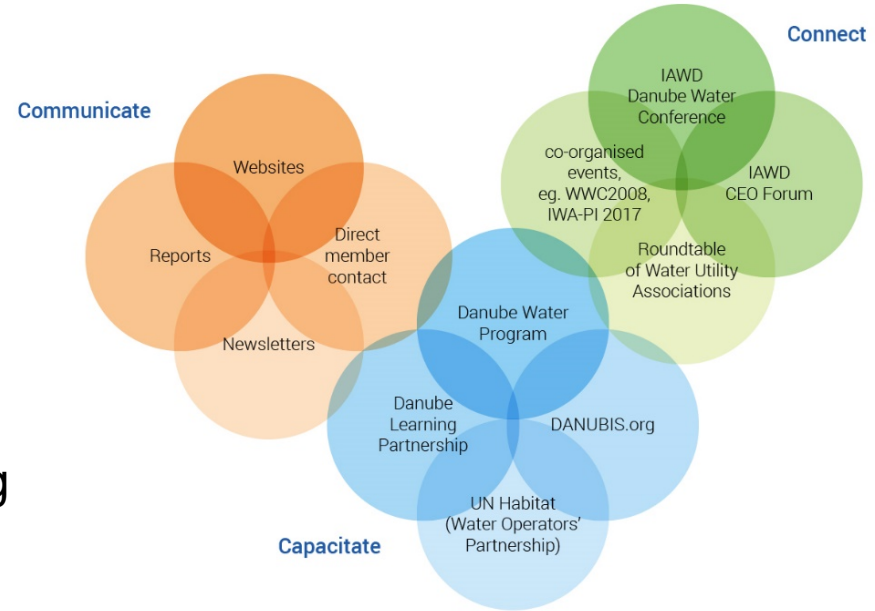 Communicate
Websites
Reports
Direct
member
contact
Newsletters
Connect
IAWD
Danube Water
Conference
co-organised
events,
eg. WWC2008,
IWA-PI 2017
IAWD
CEO Forum
Roundtable
of Water Utility
Associations
Danube Water
Program
Danube
Learning
Partnership
DANUBIS.org
UN Habitat
(Water Operators'
Partnership)
Capacitate
g